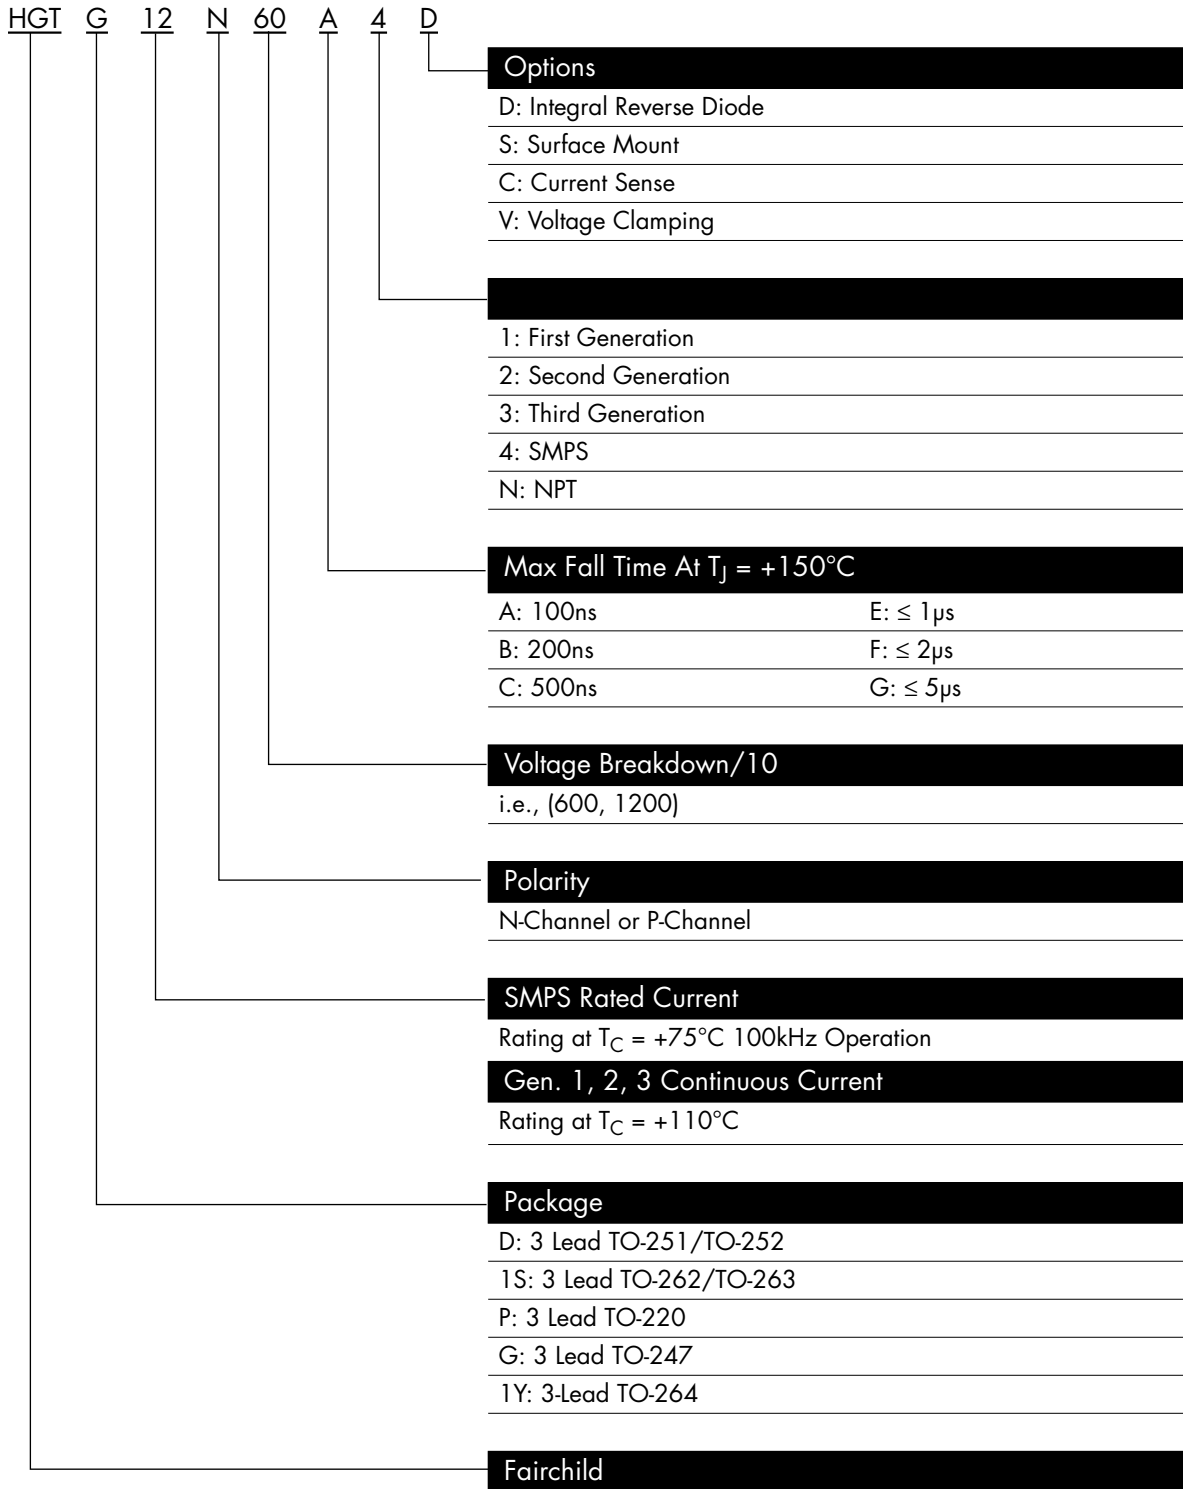 HGT G 12 N 60 A 4 D
Options
D: Integral Reverse Diode
S: Surface Mount
C: Current Sense
V: Voltage Clamping
1: First Generation
2: Second Generation
3: Third Generation
4: SMPS
N: NPT
Max Fall Time At TJ = +150°C
A: 100ns E: ≤ 1µs
B: 200ns F: ≤ 2µs
C: 500ns G: ≤ 5µs
Voltage Breakdown/10
i.e., (600, 1200)
Polarity
N-Channel or P-Channel
SMPS Rated Current
Rating at TC = +75°C 100kHz Operation
Gen. 1, 2, 3 Continuous Current
Rating at TC = +110°C
Package
D: 3 Lead TO-251/TO-252
1S: 3 Lead TO-262/TO-263
P: 3 Lead TO-220
G: 3 Lead TO-247
1Y: 3-Lead TO-264
Fairchild